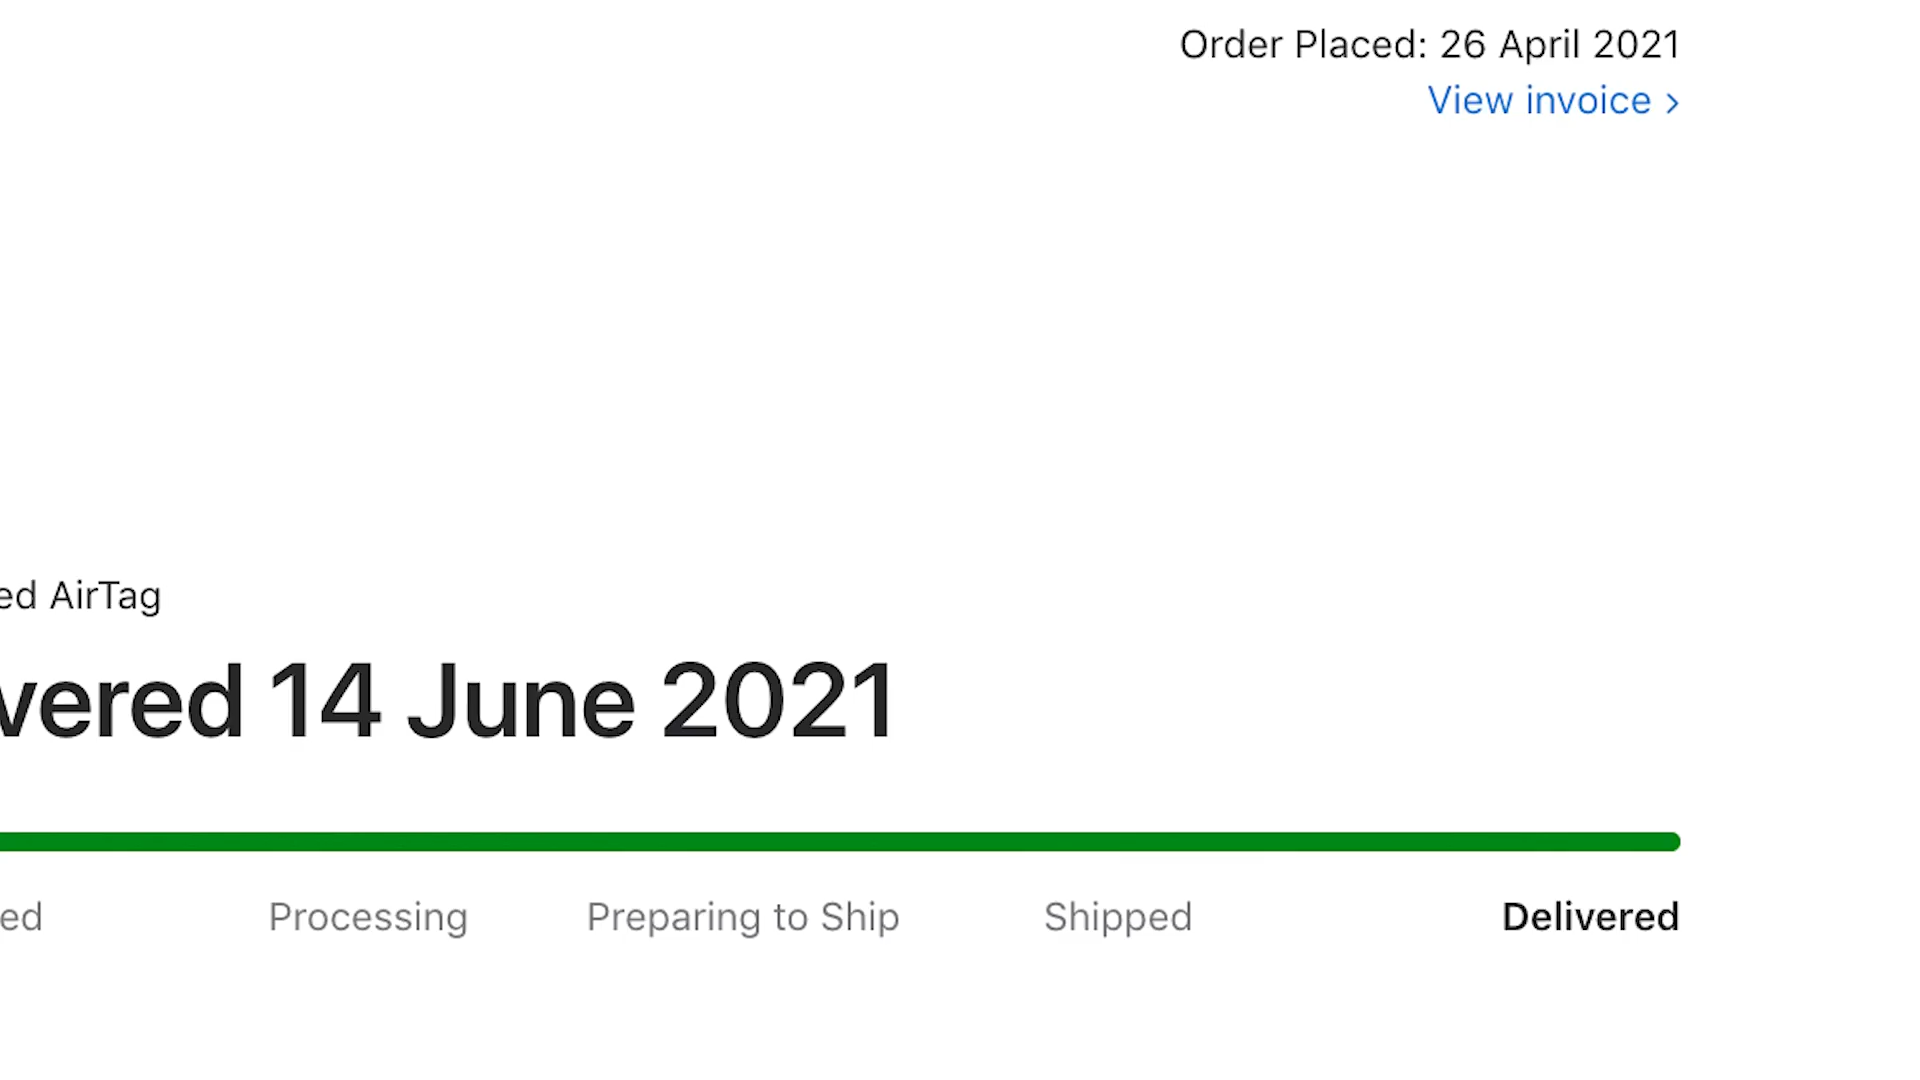 Order Placed: 26 April 2021
View invoice >
ed AirTag
vered 14 June 2021
ed Processing Preparing to Ship Shipped Delivered